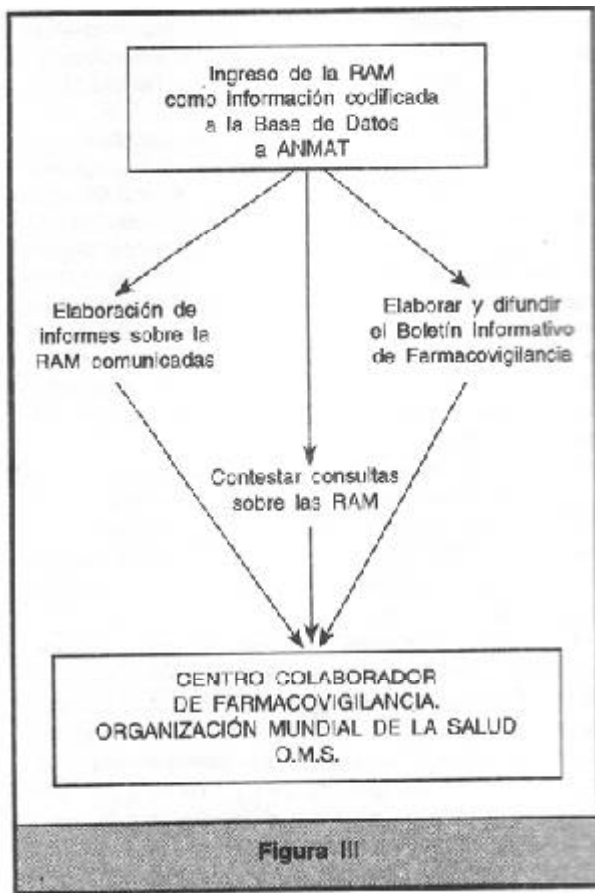 Ingreso de la RAM
como información codificada
a la Base de Datos
a ANMAT
Elaboración de
informes sobre la
RAM comunicadas
Elaborar y difundir
el Boletín Informativo
de Farmacovigilancia
Contestar consultas
sobre las RAM
CENTRO COLABORADOR
DE FARMACOVIGILANCIA.
ORGANIZACIÓN MUNDIAL DE LA SALUD
O.M.S.
Figura III